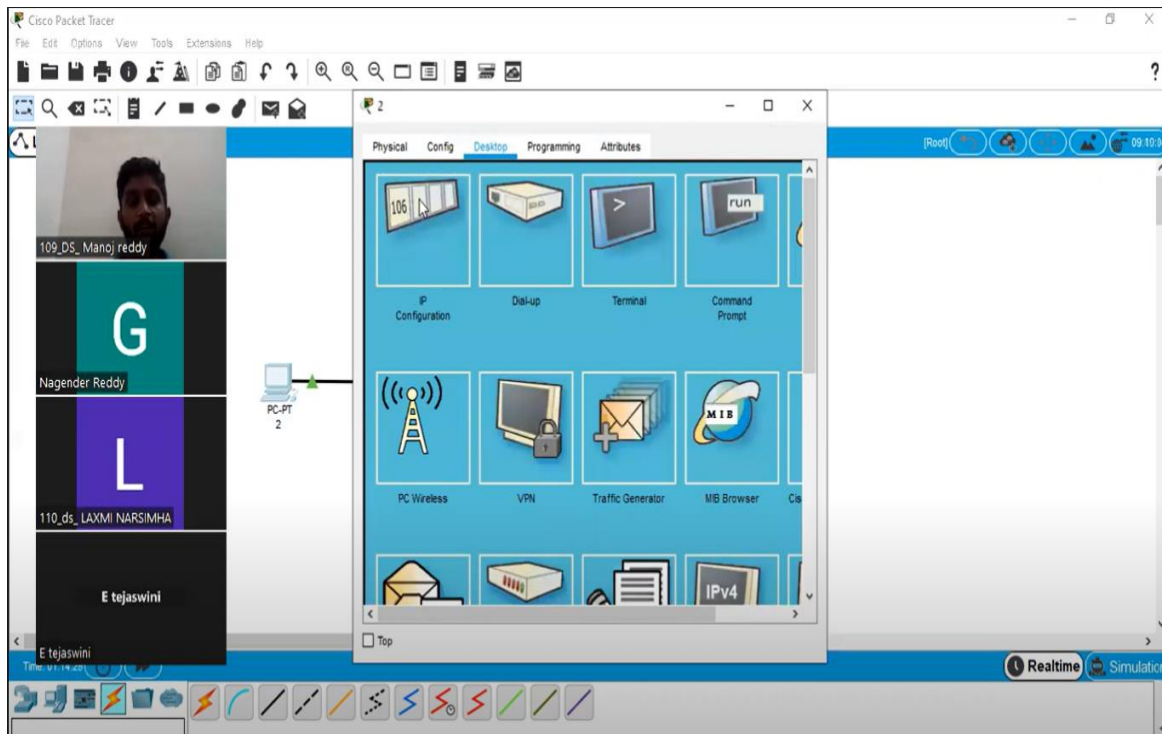 Cisco Packet Tracer
File Edit Options View Tools Extensions Help
?
2
Physical Config Desktop Programming Attributes
[Root]
106
>
run
109_DS_ Manoj reddy
IP
Configuration
Dial-up
Terminal
Command
Prompt
G
Nagender Reddy
PC-PT
2
MIB
L
110_ds_ LAXMI NARSIMHA
PC Wireless
VPN
Traffic Generator
MIB Browser
Cis
E tejaswini
IPv4
E tejaswini
Top
Realtime
Simulation